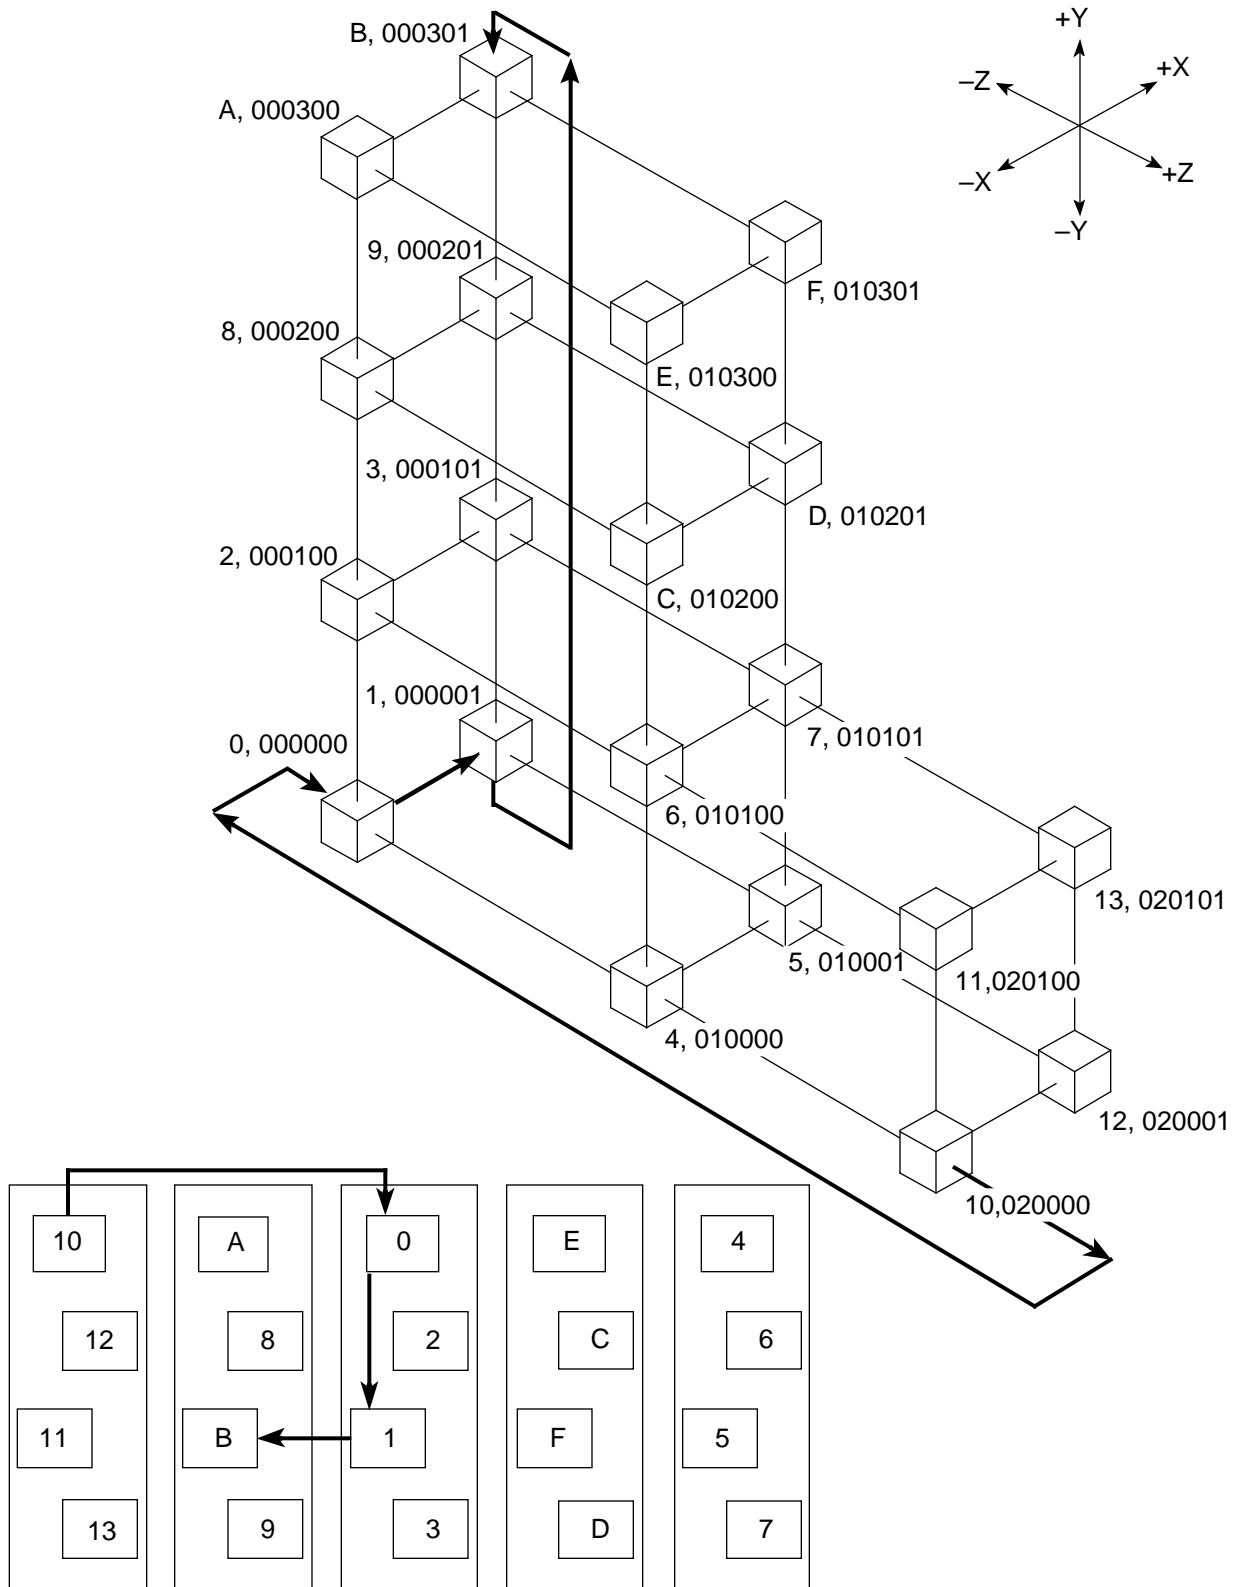 +Y
B, 000301
–Z
+X
A, 000300
–X
+Z
–Y
9, 000201
F, 010301
8, 000200
E, 010300
3, 000101
D, 010201
2, 000100
C, 010200
1, 000001
0, 000000
7, 010101
6, 010100
13, 020101
5, 010001
11,020100
4, 010000
12, 020001
10,020000
10 A 0 E 4
12 8 2 C 6
11 B 1 F 5
13 9 3 D 7